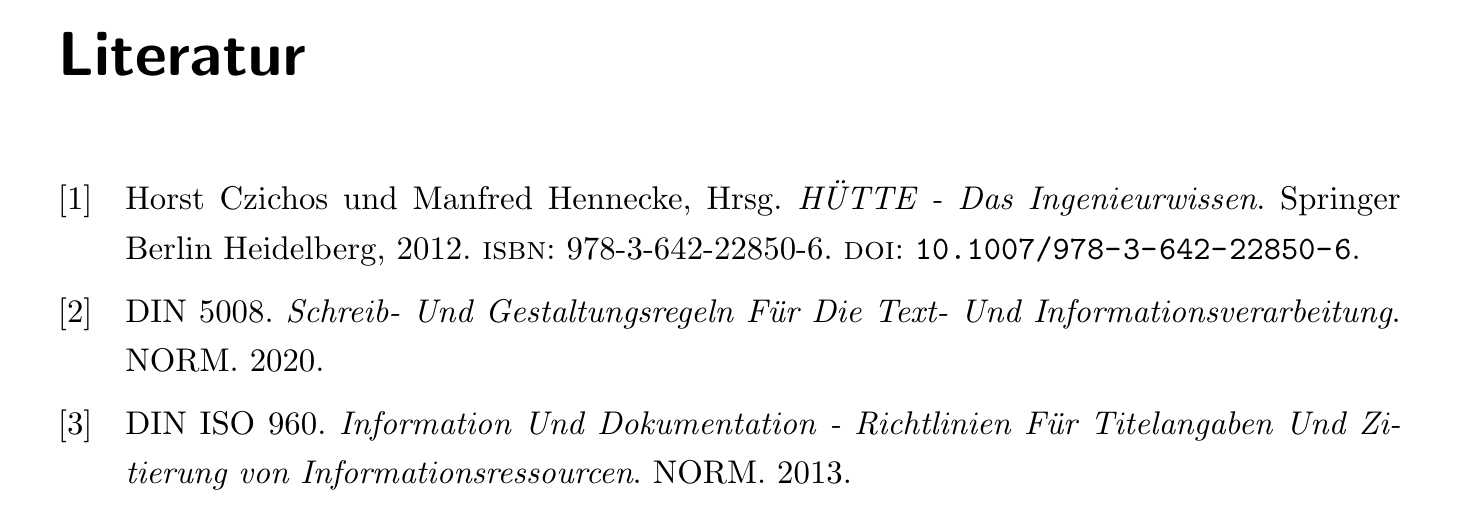 Literatur
[1] Horst Czichos und Manfred Hennecke, Hrsg. HÜTTE - Das Ingenieurwissen. Springer
Berlin Heidelberg, 2012. ISBN: 978-3-642-22850-6. DOI: 10.1007/978-3-642-22850-6.
[2] DIN 5008. Schreib- Und Gestaltungsregeln Für Die Text- Und Informationsverarbeitung.
NORM. 2020.
[3] DIN ISO 960. Information Und Dokumentation - Richtlinien Für Titelangaben Und Zi-
tierung von Informationsressourcen. NORM. 2013.